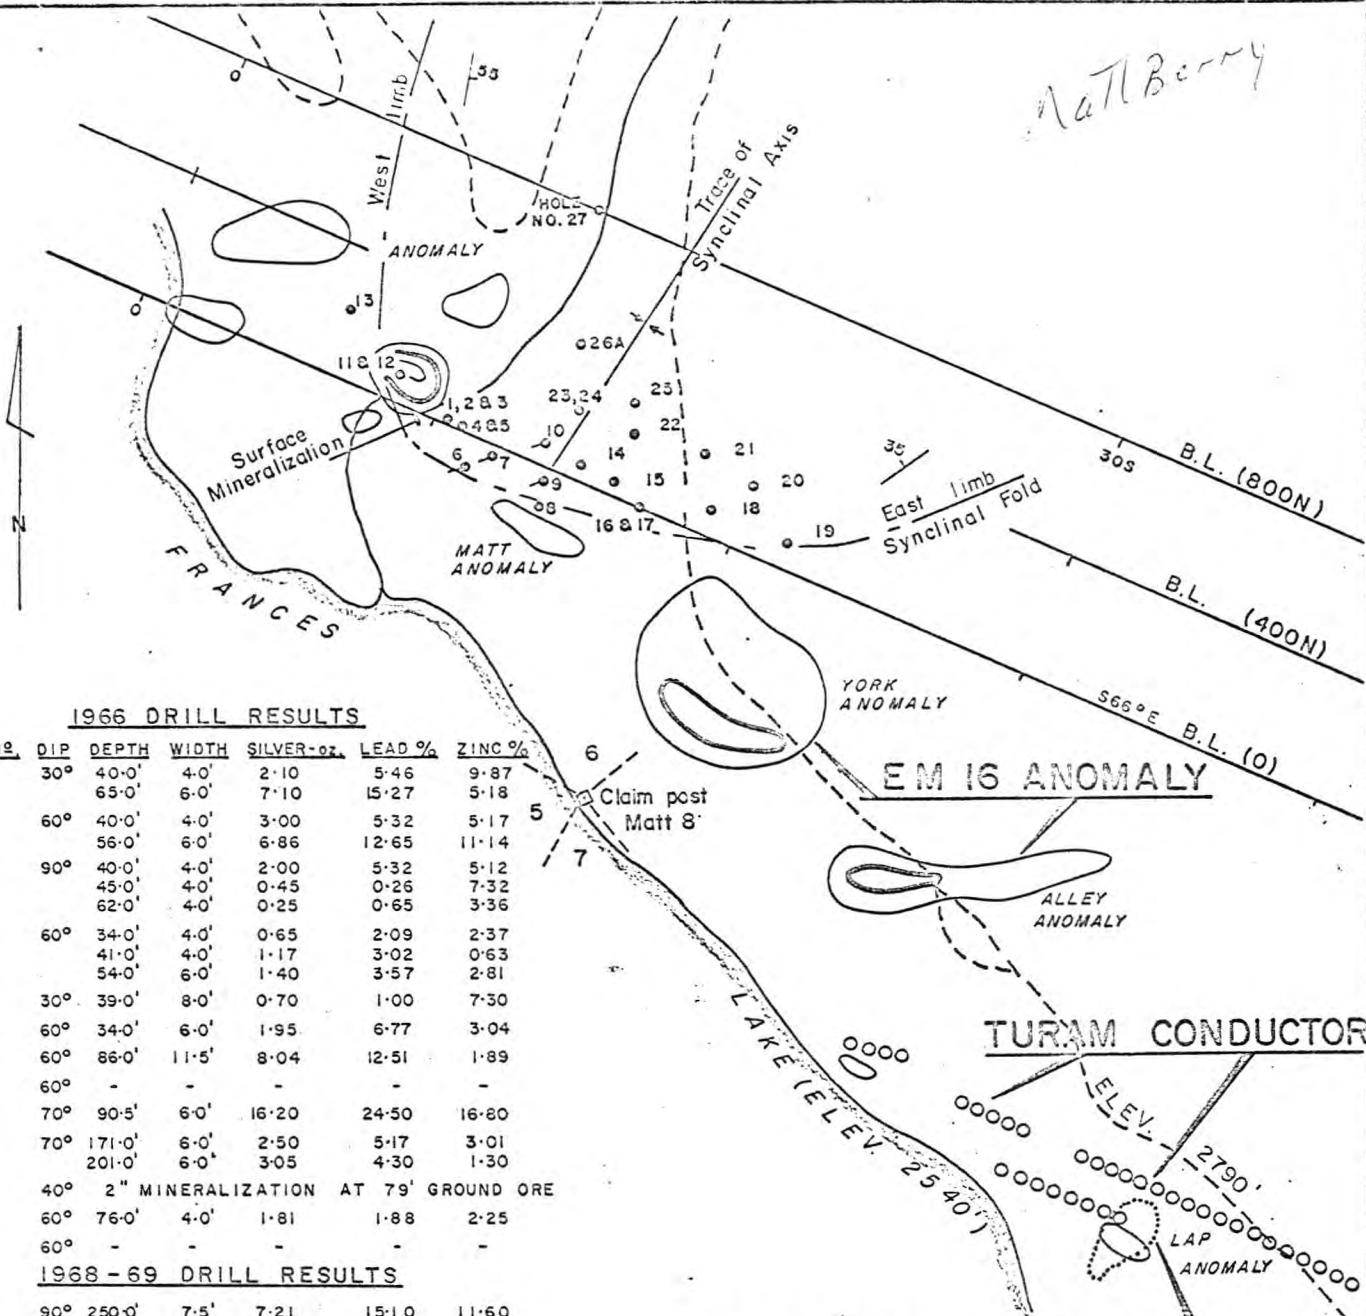 Matt Berry
0
West limb
55
HOLE
NO. 27
Trace of
Synclinal Axis
ANOMALY
0
13
26A
11 & 12
1, 2 & 3
4 & 5
23, 24
25
22
10
6
7
14
21
35
9
15
20
8
16 & 17
18
19
Surface
Mineralization
East limb
Synclinal Fold
30S
B.L. (800N)
B.L. (400N)
S66°E B.L. (0)
N
MATT
ANOMALY
FRANCES
YORK
ANOMALY
EM 16 ANOMALY
6
5
7
Claim post
Matt 8
ALLEY
ANOMALY
LAKE (ELEV. 2540')
TURAM CONDUCTOR
ELEV. 2790'
LAP
ANOMALY
1966 DRILL RESULTS
DIP DEPTH WIDTH SILVER-oz. LEAD % ZINC %
30° 40.0' 4.0' 2.10 5.46 9.87
65.0' 6.0' 7.10 15.27 5.18
60° 40.0' 4.0' 3.00 5.32 5.17
56.0' 6.0' 6.86 12.65 11.14
90° 40.0' 4.0' 2.00 5.32 5.12
45.0' 4.0' 0.45 0.26 7.32
62.0' 4.0' 0.25 0.65 3.36
60° 34.0' 4.0' 0.65 2.09 2.37
41.0' 4.0' 1.17 3.02 0.63
54.0' 6.0' 1.40 3.57 2.81
30° 39.0' 8.0' 0.70 1.00 7.30
60° 34.0' 6.0' 1.95 6.77 3.04
60° 86.0' 11.5' 8.04 12.51 1.89
60° - - - - -
70° 90.5' 6.0' 16.20 24.50 16.80
70° 171.0' 6.0' 2.50 5.17 3.01
201.0' 6.0' 3.05 4.30 1.30
40° 2" MINERALIZATION AT 79' GROUND ORE
60° 76.0' 4.0' 1.81 1.88 2.25
60° - - - - -
1968-69 DRILL RESULTS
90° 250.0' 7.5' 7.21 15.10 11.60